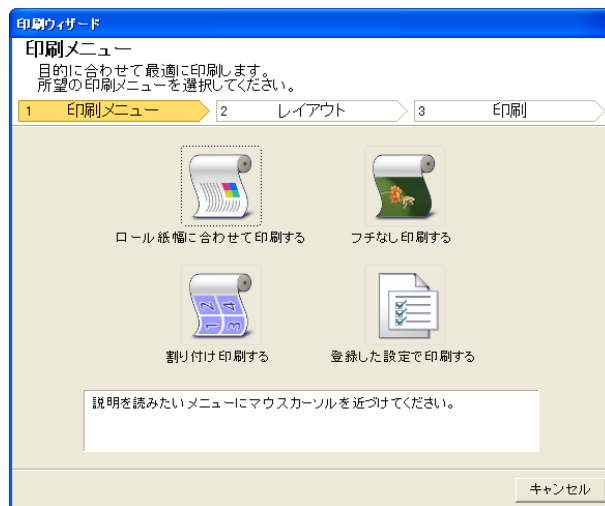 印刷ウィザード
印刷メニュー
目的に合わせて最適に印刷します。
所望の印刷メニューを選択してください。
1 印刷メニュー 2 レイアウト 3 印刷
ロール紙幅に合わせて印刷する フチなし印刷する
1 2 3 4
割り付け印刷する 登録した設定で印刷する
説明を読みたいメニューにマウスカーソルを近づけてください。
キャンセル